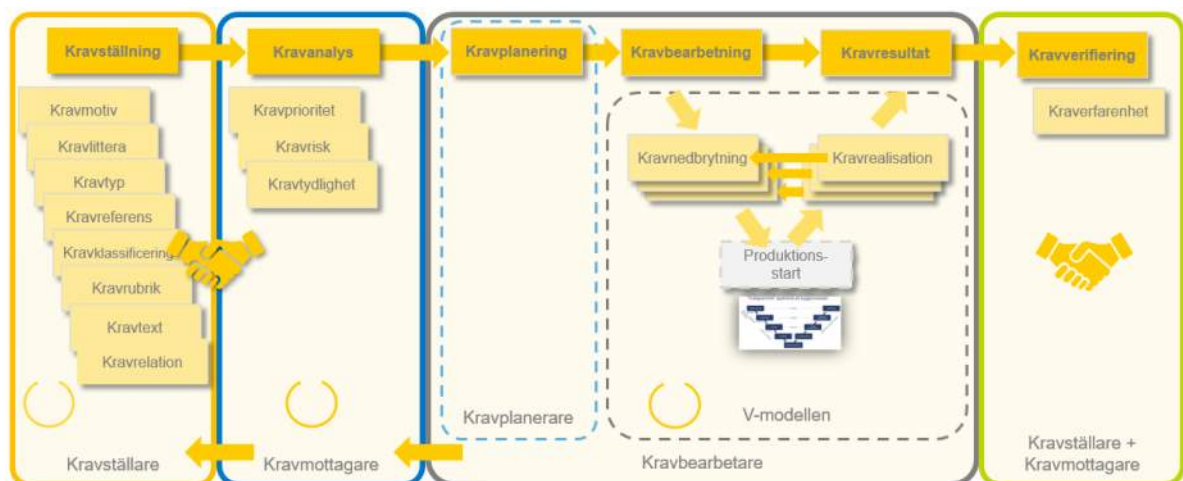 Kravställning
Kravanalys
Kravplanering
Kravbearbetning
Kravresultat
Kravverifiering
Kravmotiv
Kravlittera
Kravtyp
Kravreferens
Kravklassificering
Kravrubrik
Kravtext
Kravrelation
Kravprioritet
Kravrisk
Kravtydlighet
Kravnedbrytning
Kravrealisation
Produktions-
start
Kraverfarenhet
Kravplanerare
V-modellen
Kravställare
Kravmottagare
Kravbearbetare
Kravställare +
Kravmottagare